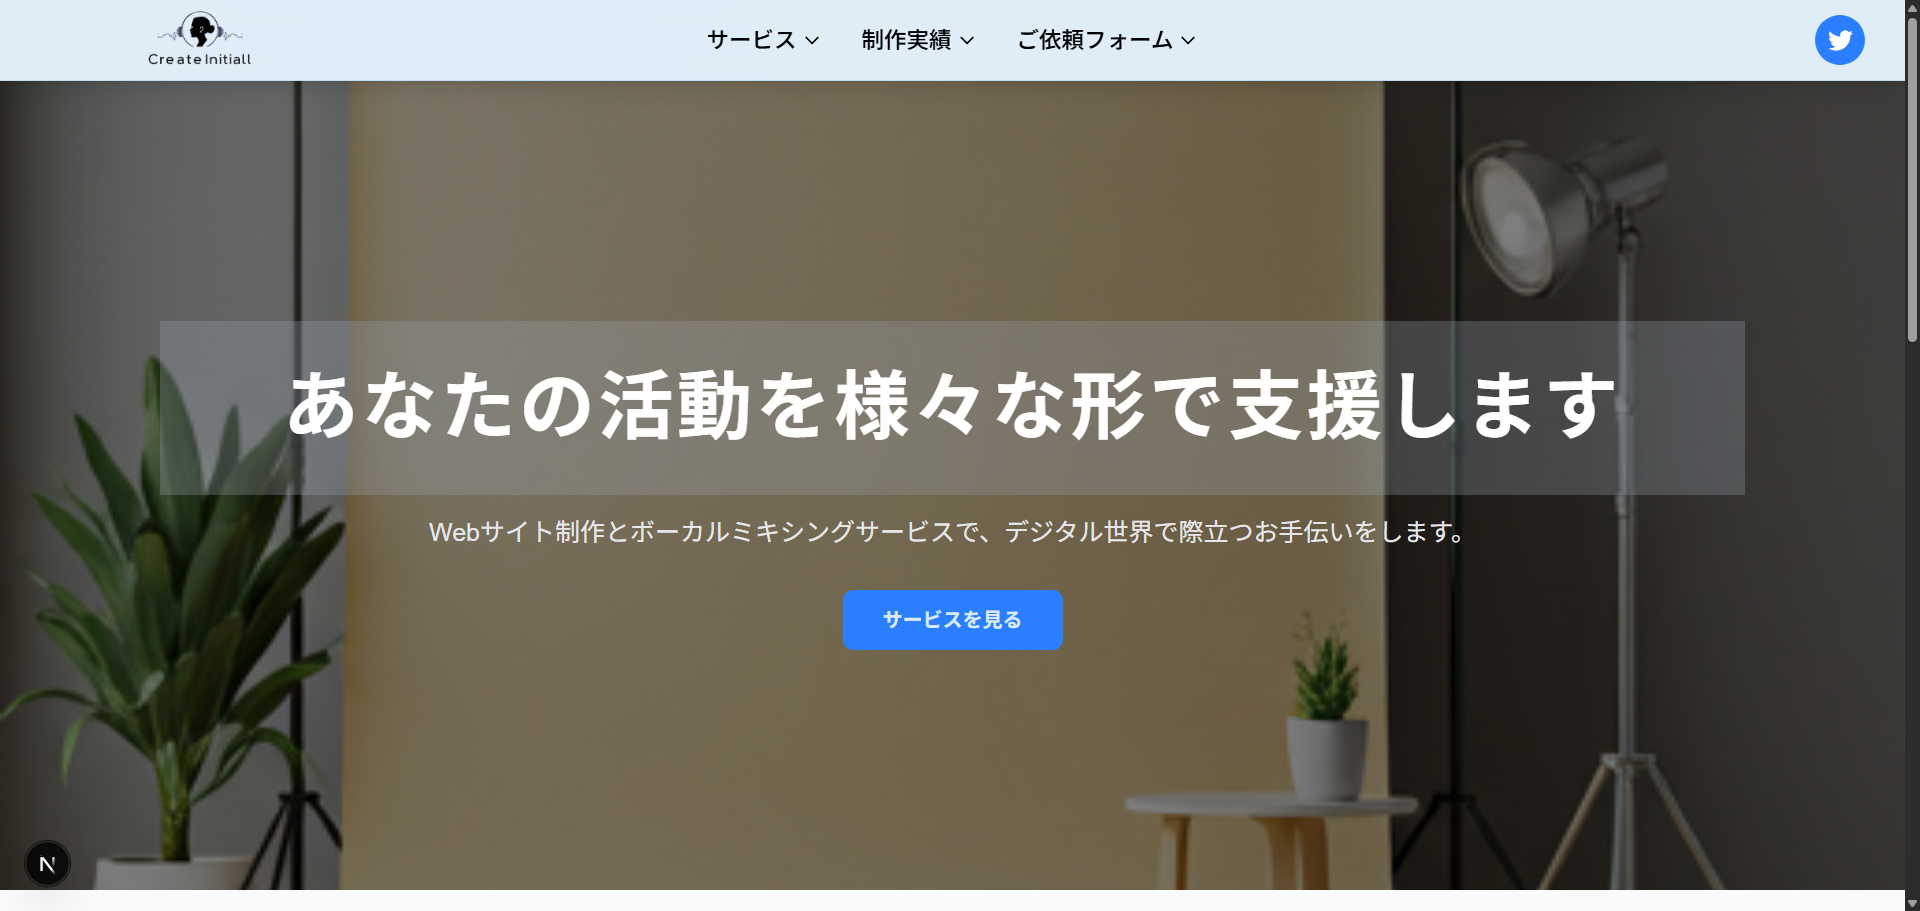 Create Initiall
サービス
制作実績
ご依頼フォーム
あなたの活動を様々な形で支援します
Webサイト制作とボーカルミキシングサービスで、デジタル世界で際立つお手伝いをします。
サービスを見る
N